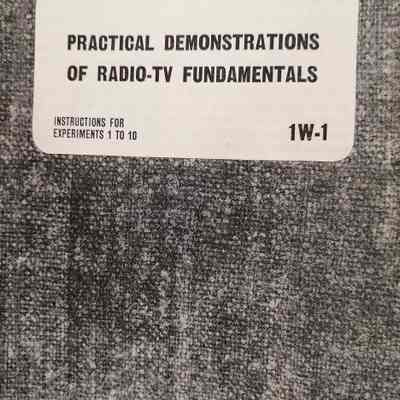 PRACTICAL DEMONSTRATIONS
OF RADIO-TV FUNDAMENTALS
INSTRUCTIONS FOR
EXPERIMENTS 1 TO 10
1W-1